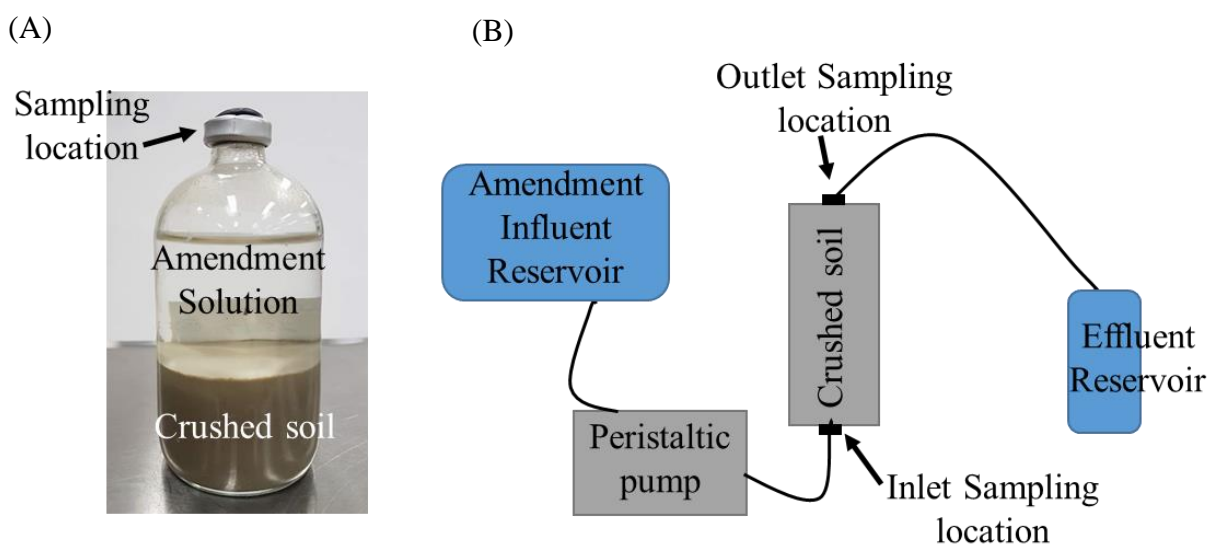 (A)
Sampling
location
Amendment
Solution
Crushed soil
(B)
Outlet Sampling
location
Amendment
Influent
Reservoir
Crushed soil
Effluent
Reservoir
Peristaltic
pump
Inlet Sampling
location